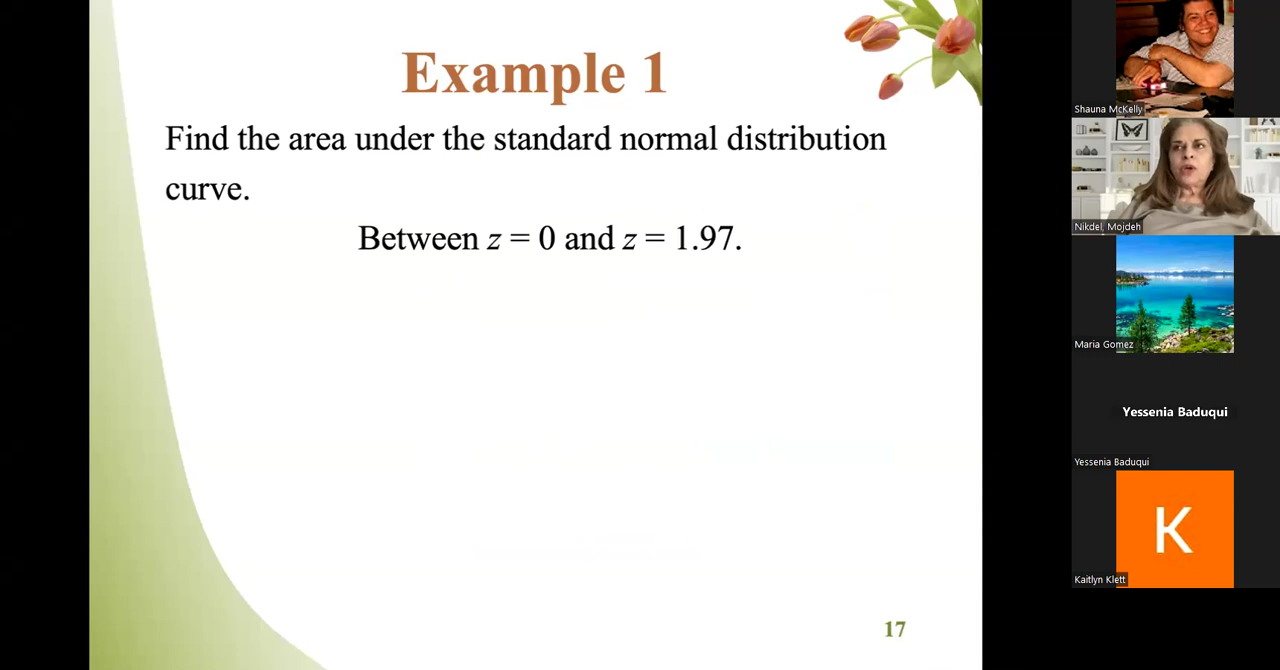 Example 1
Find the area under the standard normal distribution
curve.
Between z = 0 and z = 1.97.
17
Shauna McKelly
Nikdel, Mojdeh
Maria Gomez
Yessenia Baduqui
Yessenia Baduqui
K
Kaitlyn Klett